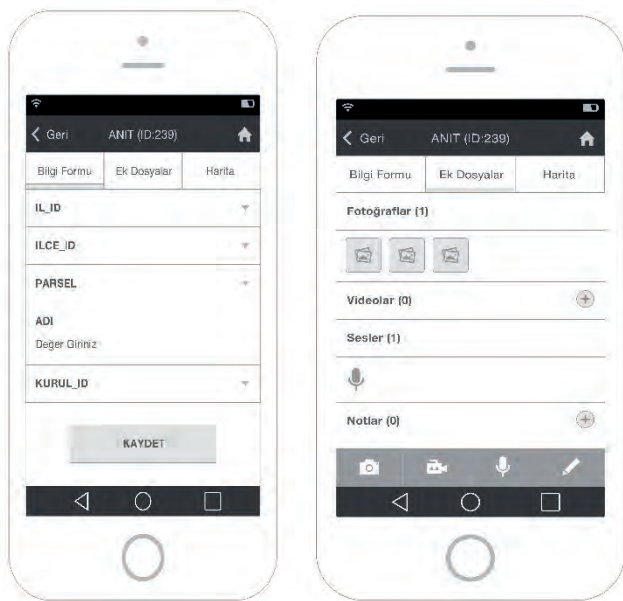 Geri ANIT (ID:239)
Bilgi Formu Ek Dosyalar Harita
IL_ID
ILCE_ID
PARSEL
ADI
Değer Giriniz
KURUL_ID
KAYDET
Geri ANIT (ID:239)
Bilgi Formu Ek Dosyalar Harita
Fotoğraflar (1)
Videolar (0)
Sesler (1)
Notlar (0)